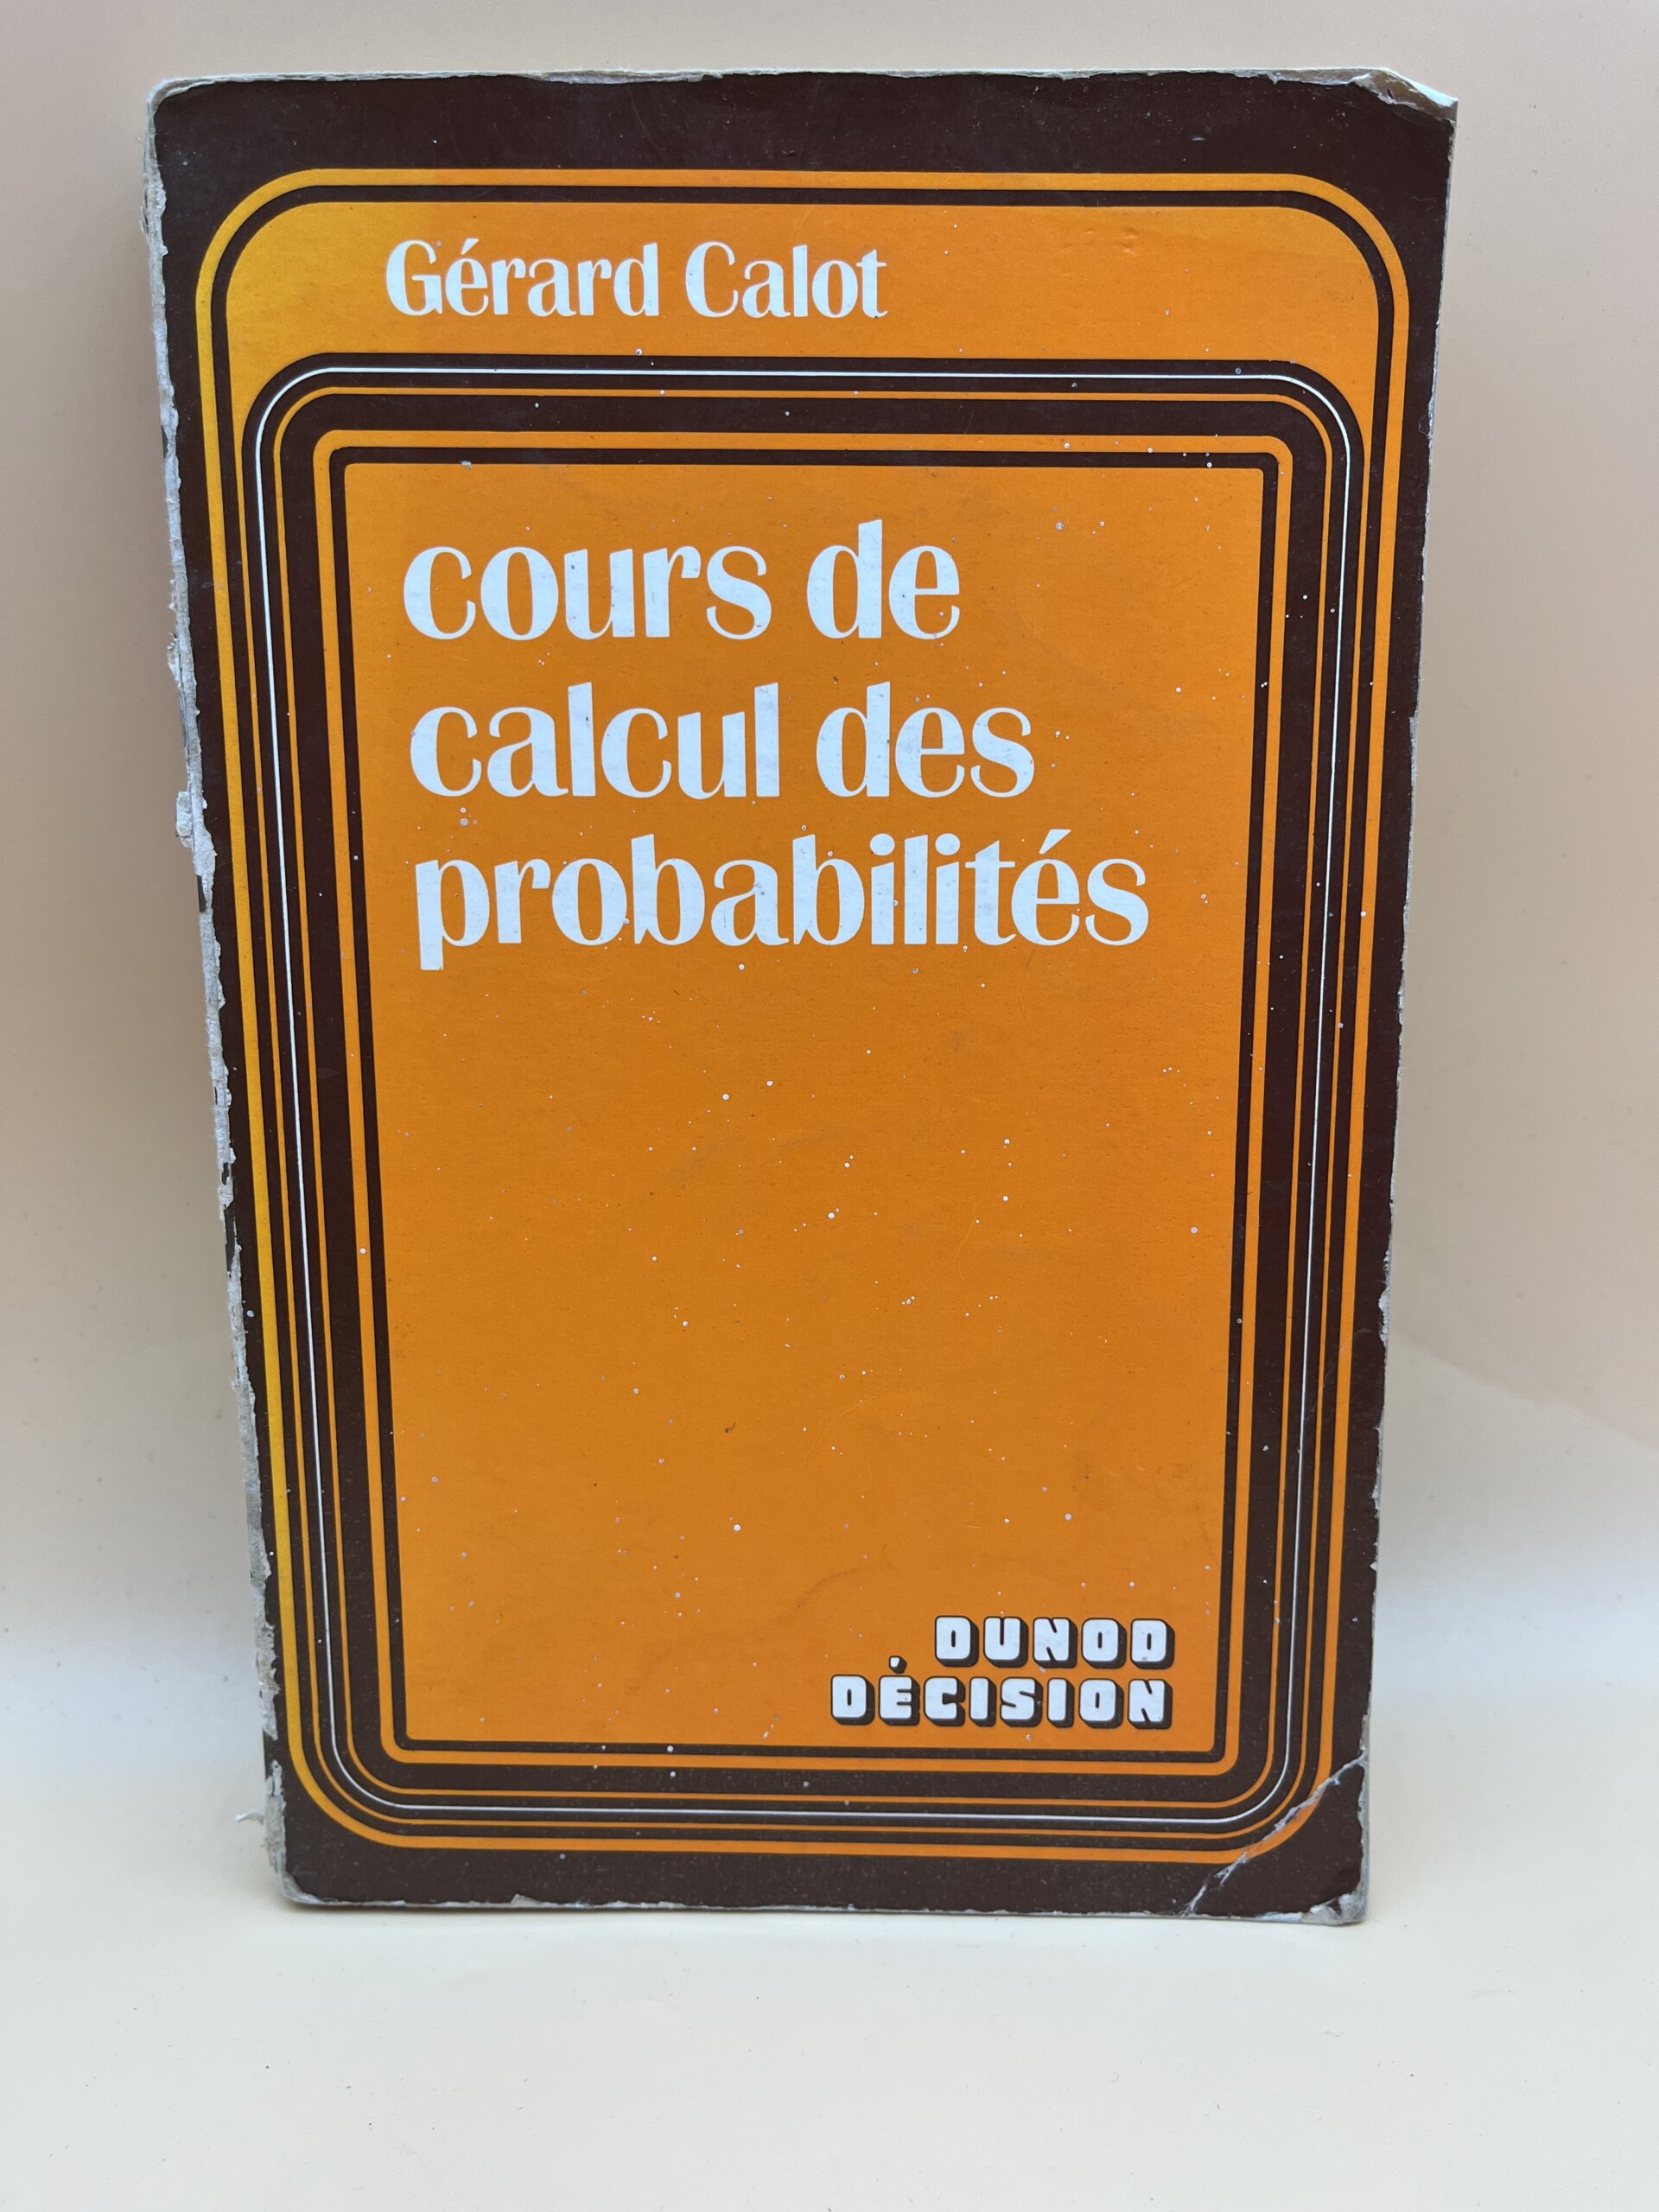 Gérard Calot
cours de
calcul des
probabilités
DUNOD
DÉCISION